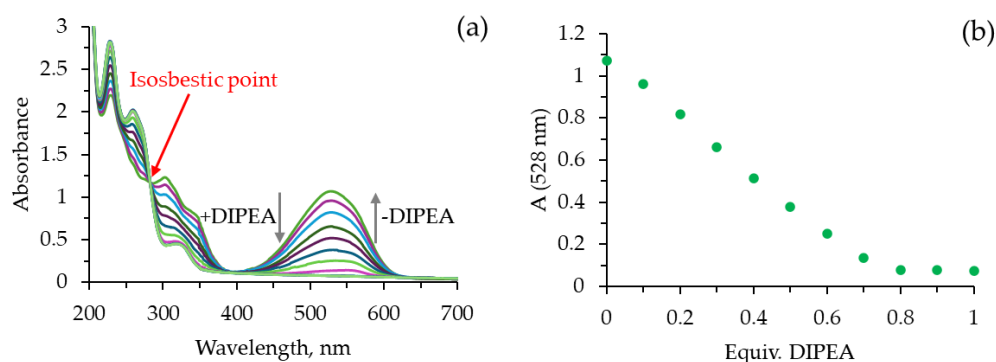 (a)
3
2.5
2
1.5
1
0.5
0
Absorbance
Isosbestic point
+DIPEA
-DIPEA
200 300 400 500 600 700
Wavelength, nm
(b)
1.2
1
0.8
0.6
0.4
0.2
0
A (528 nm)
0 0.2 0.4 0.6 0.8 1
Equiv. DIPEA